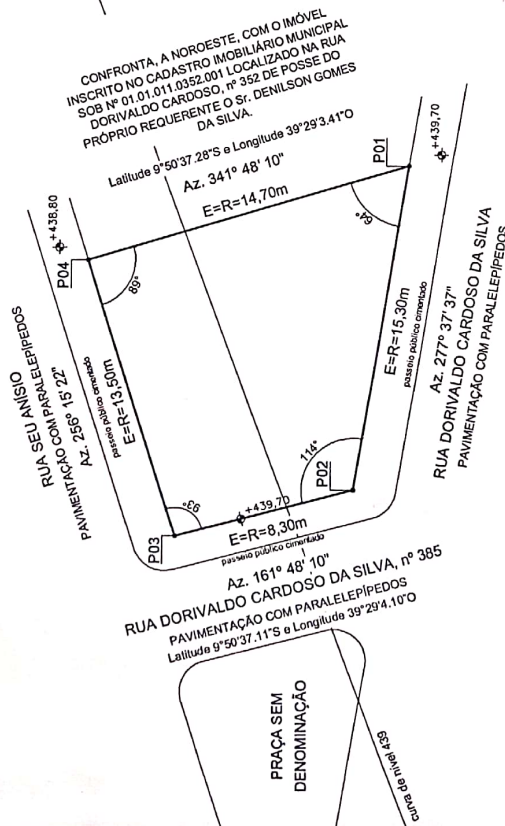 CONFRONTA, A NOROESTE, COM O IMÓVEL
INSCRITO NO CADASTRO IMOBILIÁRIO MUNICIPAL
SOB Nº 01.01.011.0352.001 LOCALIZADO NA RUA
DORIVALDO CARDOSO, nº 352 DE POSSE DO
PRÓPRIO REQUERENTE O Sr. DENILSON GOMES
DA SILVA.
Latitude 9°50'37.28"S e Longitude 39°29'3.41"O
Az. 341° 48' 10"
E=R=14,70m
P01
+439,70
64°
+438,80
P04
89°
RUA SEU ANÍSIO
PAVIMENTAÇÃO COM PARALELEPÍPEDOS
Az. 256° 15' 22"
passeio público cimentado
E=R=13,50m
E=R=15,30m
passeio público cimentado
Az. 277° 37' 37"
RUA DORIVALDO CARDOSO DA SILVA
PAVIMENTAÇÃO COM PARALELEPÍPEDOS
114°
P02
93°
P03
+439,70
E=R=8,30m
passeio público cimentado
Az. 161° 48' 10"
RUA DORIVALDO CARDOSO DA SILVA, nº 385
PAVIMENTAÇÃO COM PARALELEPÍPEDOS
Latitude 9°50'37.11"S e Longitude 39°29'4.10"O
PRAÇA SEM
DENOMINAÇÃO
curva de nível 439